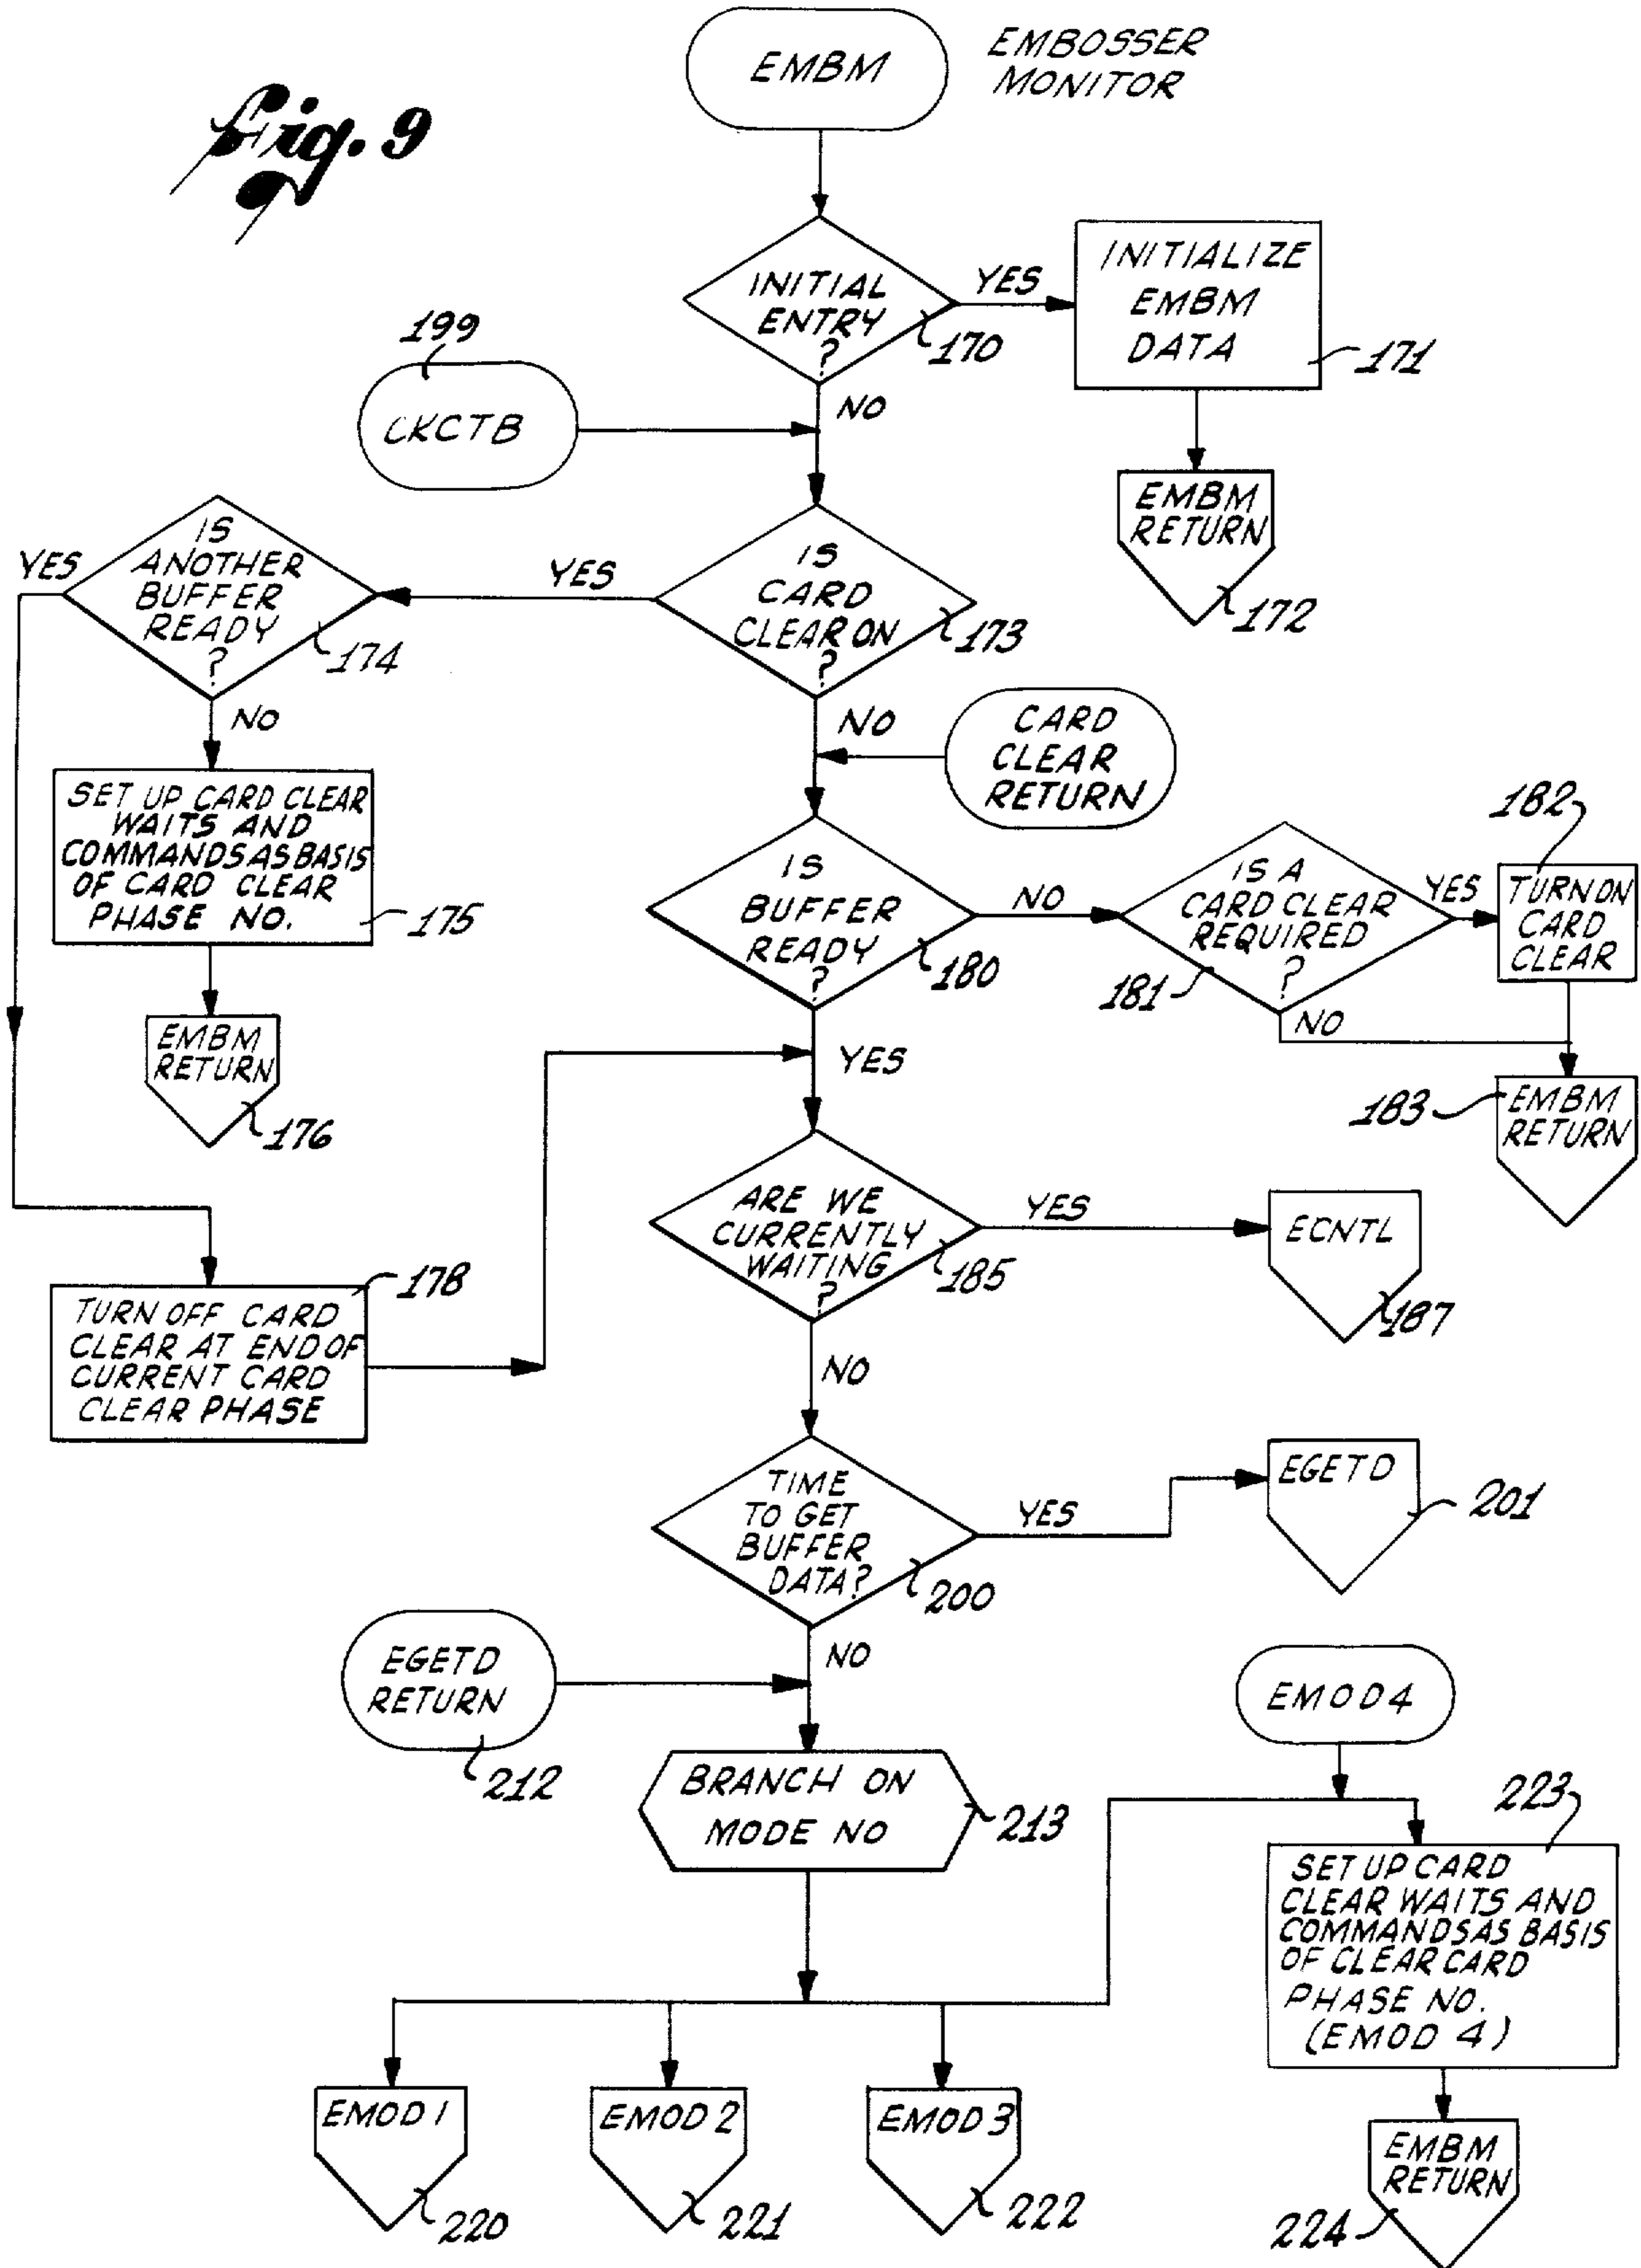 Fig. 9
EMBM
EMBOSSER
MONITOR
INITIAL
ENTRY
?
170
YES
INITIALIZE
EMBM
DATA
171
NO
199
CKCTB
EMBM
RETURN
172
IS
CARD
CLEAR ON
?
173
YES
IS
ANOTHER
BUFFER
READY
?
174
YES
NO
SET UP CARD CLEAR
WAITS AND
COMMANDS AS BASIS
OF CARD CLEAR
PHASE NO.
175
EMBM
RETURN
176
NO
CARD
CLEAR
RETURN
IS
BUFFER
READY
?
180
NO
IS A
CARD CLEAR
REQUIRED
?
181
YES
182
TURN ON
CARD
CLEAR
NO
183
EMBM
RETURN
YES
178
TURN OFF CARD
CLEAR AT END OF
CURRENT CARD
CLEAR PHASE
ARE WE
CURRENTLY
WAITING
?
185
YES
ECNTL
187
NO
TIME
TO GET
BUFFER
DATA?
200
YES
EGETD
201
NO
EGETD
RETURN
212
BRANCH ON
MODE NO
213
EMOD4
223
SET UP CARD
CLEAR WAITS AND
COMMANDS AS BASIS
OF CLEAR CARD
PHASE NO.
(EMOD 4)
EMOD 1
220
EMOD 2
221
EMOD 3
222
EMBM
RETURN
224